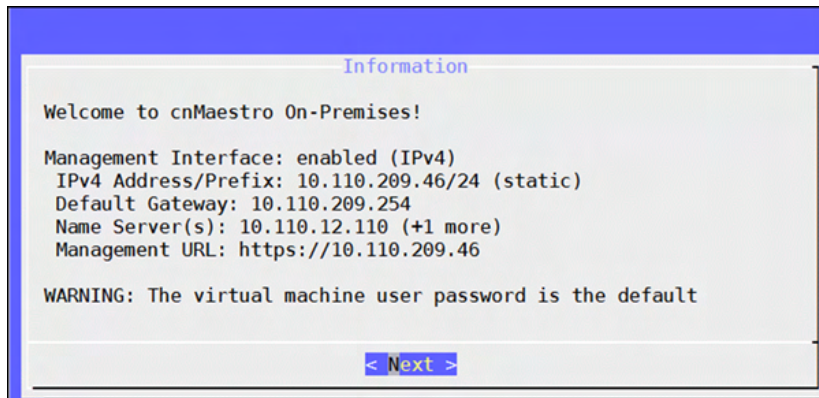 Information
Welcome to cnMaestro On-Premises!
Management Interface: enabled (IPv4)
IPv4 Address/Prefix: 10.110.209.46/24 (static)
Default Gateway: 10.110.209.254
Name Server(s): 10.110.12.110 (+1 more)
Management URL: https://10.110.209.46
WARNING: The virtual machine user password is the default
< Next >